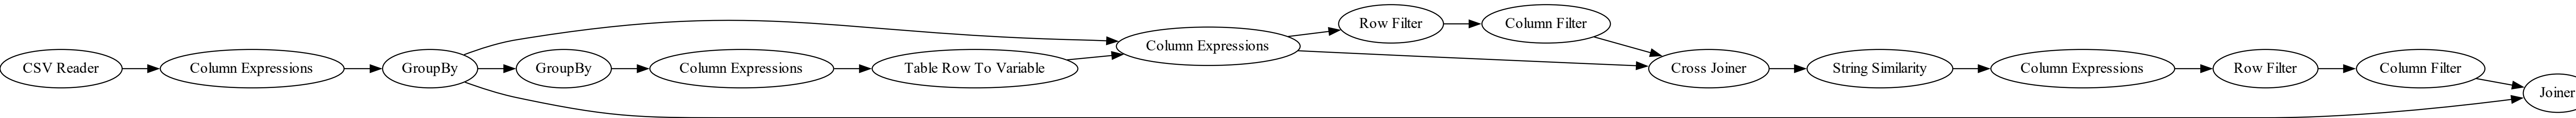 CSV Reader
Column Expressions
GroupBy
GroupBy
Column Expressions
Table Row To Variable
Column Expressions
Row Filter
Column Filter
Cross Joiner
String Similarity
Column Expressions
Row Filter
Column Filter
Joiner